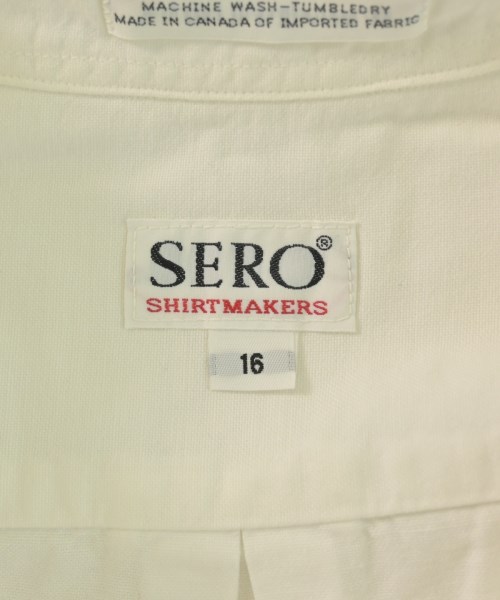 MACHINE WASH-TUMBLEDRY
MADE IN CANADA OF IMPORTED FABRIC
SERO®
SHIRTMAKERS
16